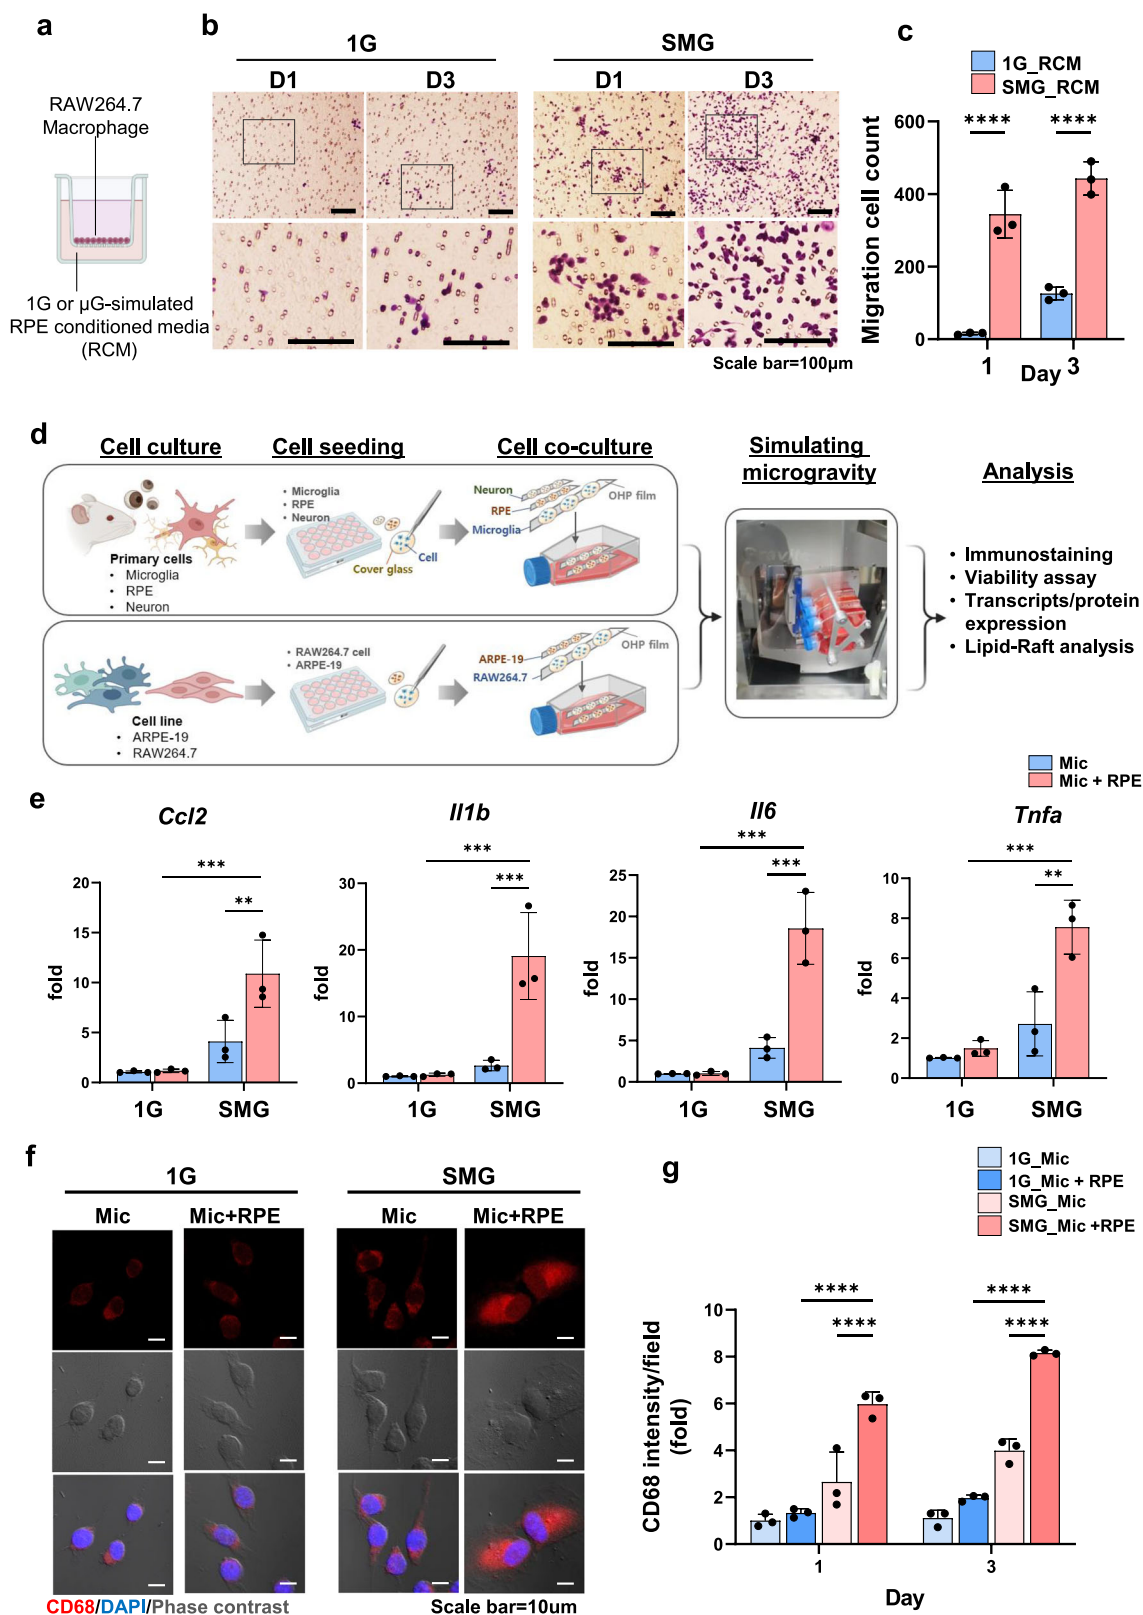 a
RAW264.7
Macrophage
1G or µG-simulated
RPE conditioned media
(RCM)
b
1G
SMG
D1
D3
D1
D3
Scale bar=100µm
c
1G_RCM
SMG_RCM
Migration cell count
600
400
200
0
****
****
1
3
Day
d
Cell culture
Cell seeding
Cell co-culture
Simulating
microgravity
Analysis
Primary cells
• Microglia
• RPE
• Neuron
• Microglia
• RPE
• Neuron
Cell
Cover glass
Neuron
RPE
Microglia
OHP film
Cell line
• ARPE-19
• RAW264.7
• RAW264.7 cell
• ARPE-19
ARPE-19
RAW264.7
OHP film
• Immunostaining
• Viability assay
• Transcripts/protein
expression
• Lipid-Raft analysis
Mic
Mic + RPE
e
Ccl2
fold
20
15
10
5
0
***
**
1G
SMG
Il1b
fold
30
20
10
0
***
***
1G
SMG
Il6
fold
25
20
15
10
5
0
***
***
1G
SMG
Tnfa
fold
10
8
6
4
2
0
***
**
1G
SMG
f
1G
SMG
Mic
Mic+RPE
Mic
Mic+RPE
CD68/DAPI/Phase contrast
Scale bar=10um
g
1G_Mic
1G_Mic + RPE
SMG_Mic
SMG_Mic +RPE
CD68 intensity/field
(fold)
10
8
6
4
2
0
****
****
****
****
1
3
Day